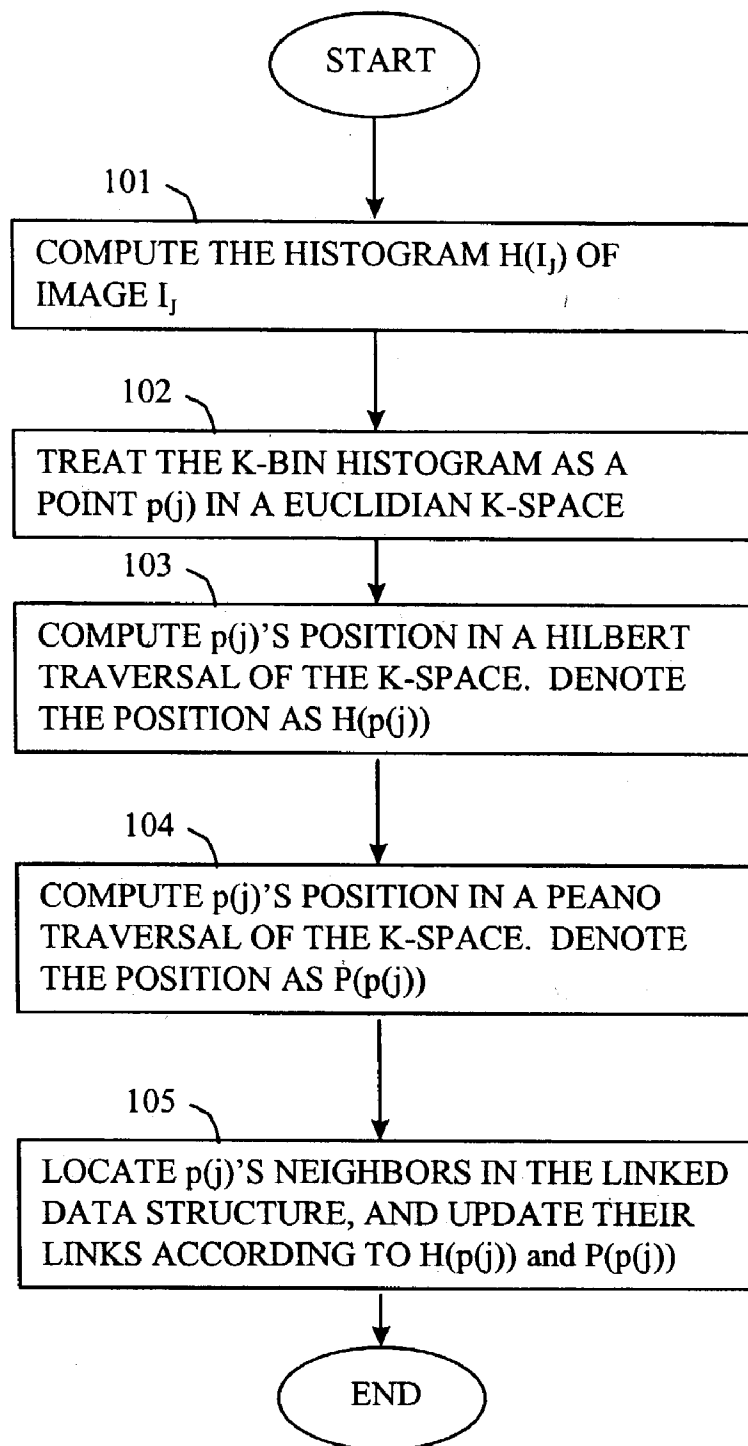 START
101
COMPUTE THE HISTOGRAM H(I_J) OF
IMAGE I_J
102
TREAT THE K-BIN HISTOGRAM AS A
POINT p(j) IN A EUCLIDIAN K-SPACE
103
COMPUTE p(j)'S POSITION IN A HILBERT
TRAVERSAL OF THE K-SPACE. DENOTE
THE POSITION AS H(p(j))
104
COMPUTE p(j)'S POSITION IN A PEANO
TRAVERSAL OF THE K-SPACE. DENOTE
THE POSITION AS P(p(j))
105
LOCATE p(j)'S NEIGHBORS IN THE LINKED
DATA STRUCTURE, AND UPDATE THEIR
LINKS ACCORDING TO H(p(j)) and P(p(j))
END